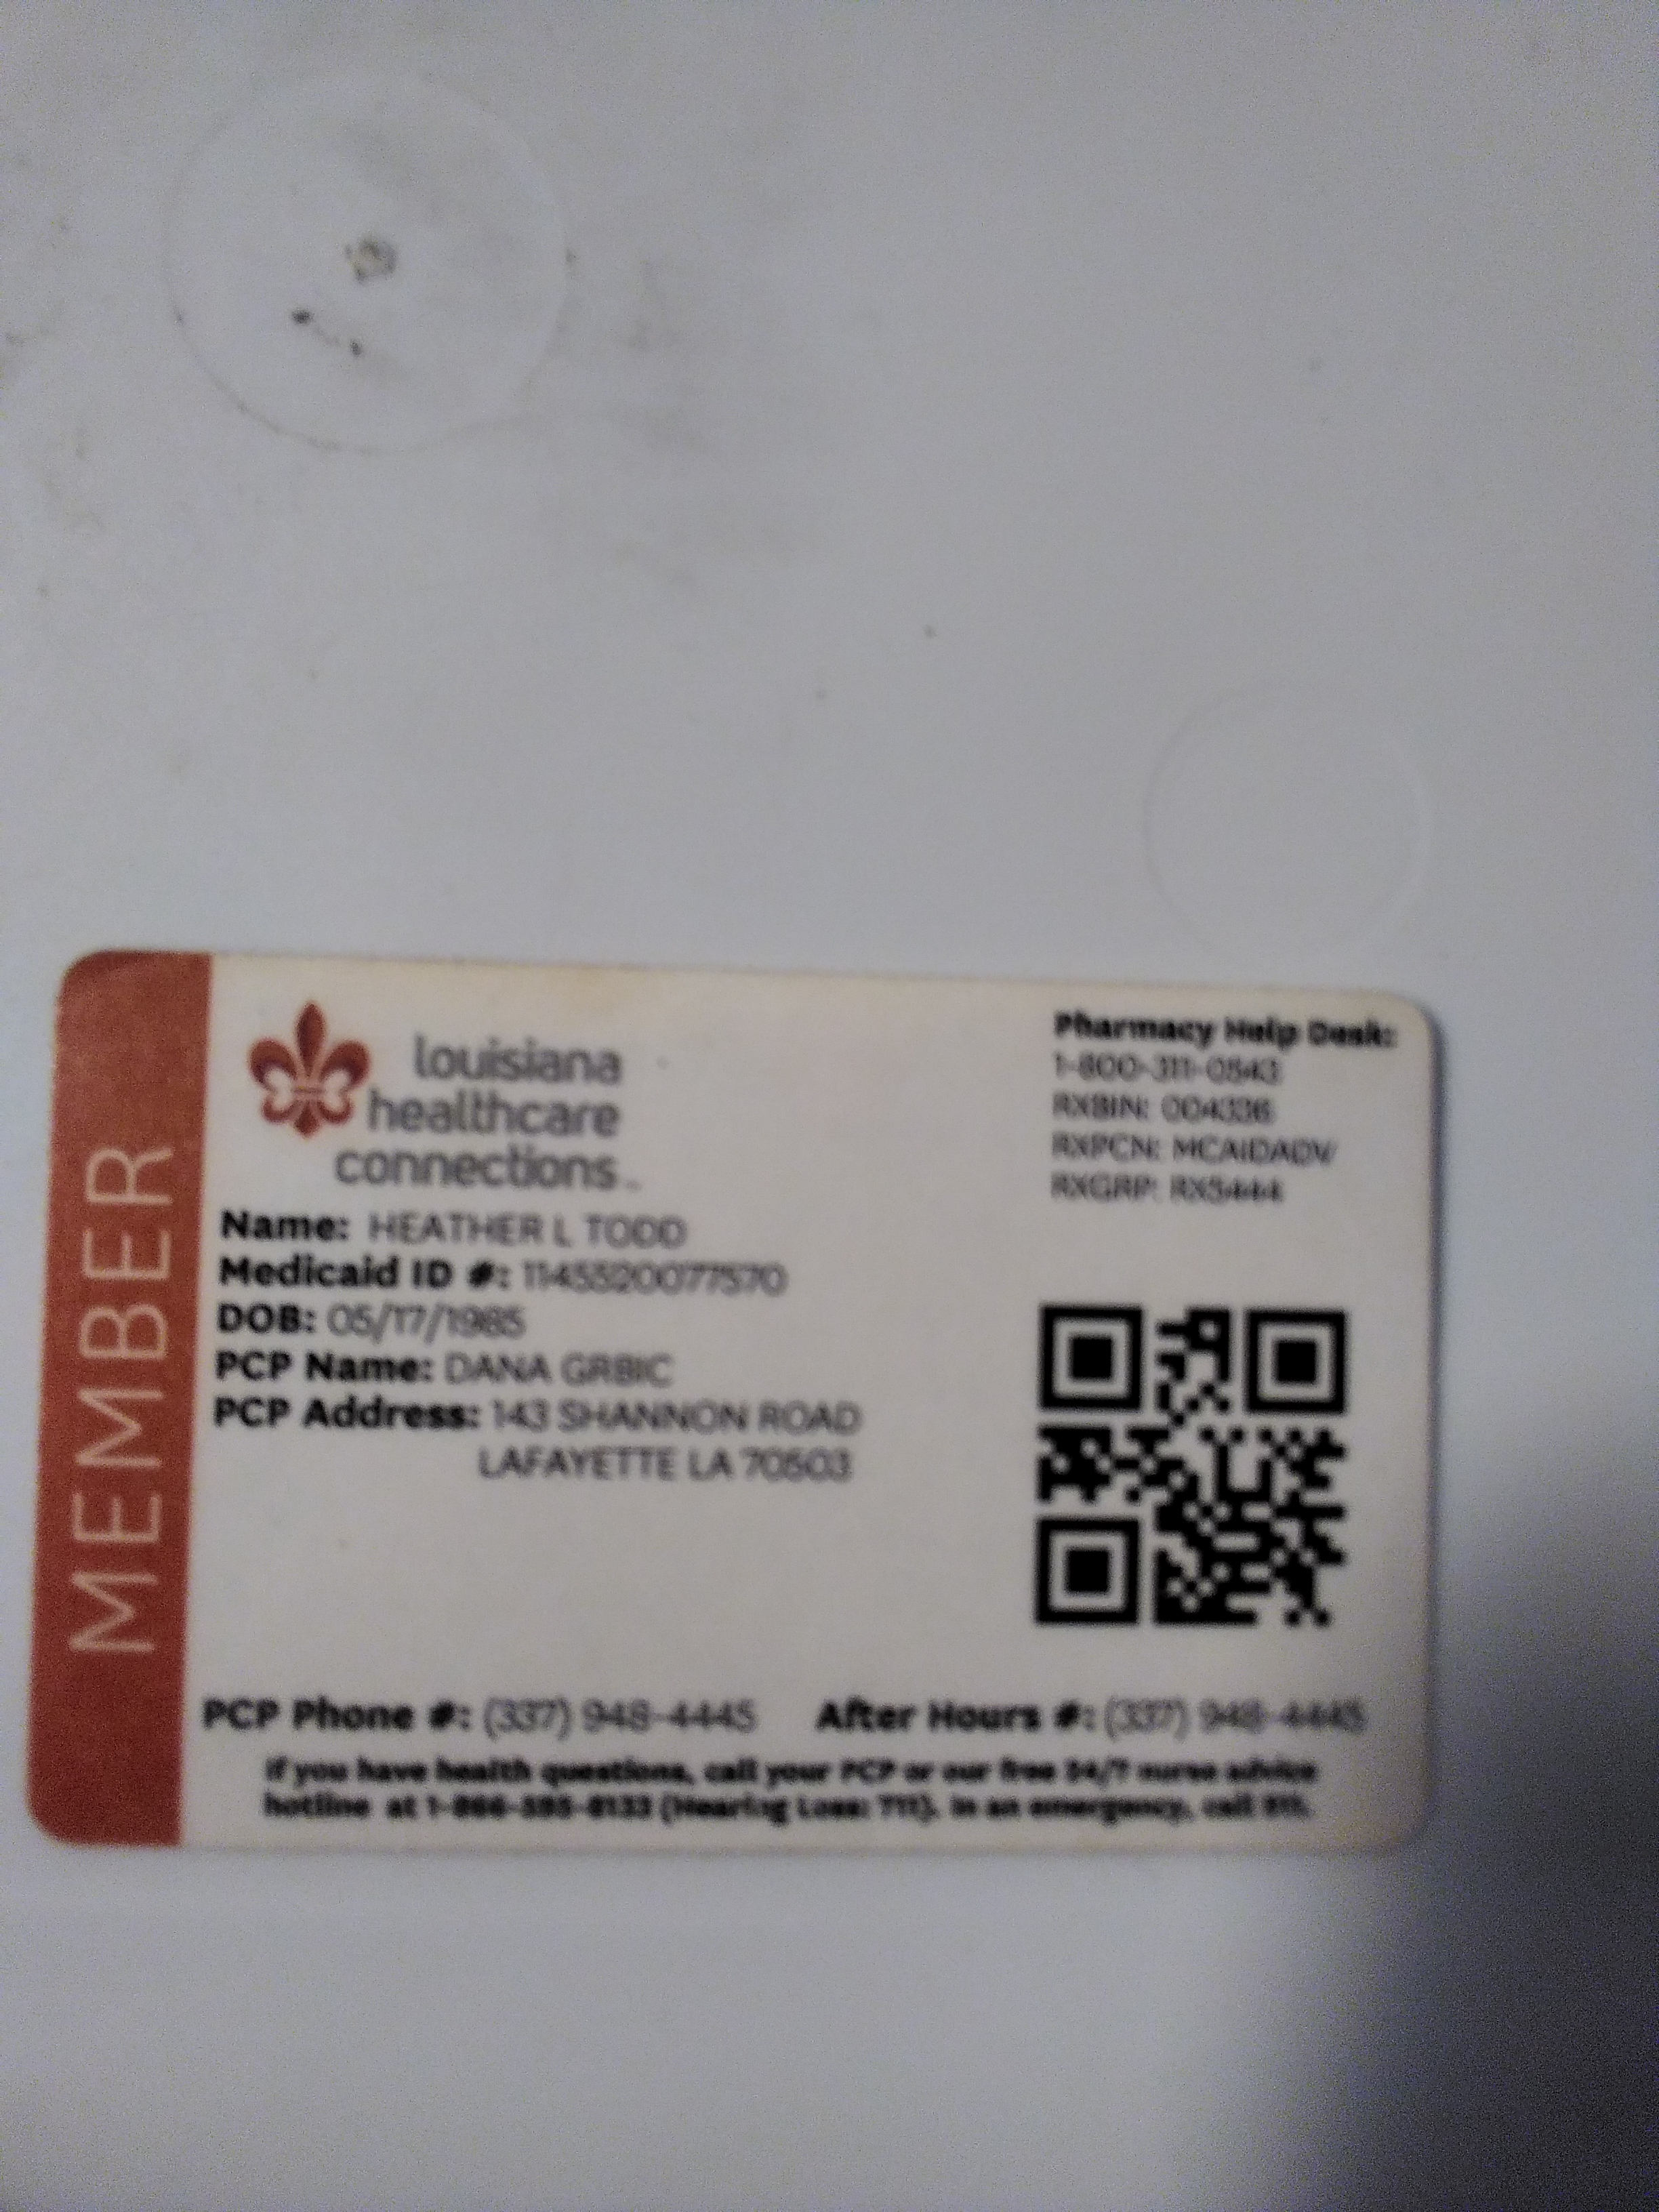 MEMBER
louisiana
healthcare
connections
Pharmacy Help Desk:
1-800-311-0543
RXBIN: 004336
RXPCN: MCAIDADV
RXGRP: RX5444
Name: HEATHER L TODD
Medicaid ID #: 1145520077570
DOB: 05/17/1985
PCP Name: DANA GRBIC
PCP Address: 143 SHANNON ROAD
LAFAYETTE LA 70503
PCP Phone #: (337) 948-4445 After Hours #: (337) 948-4445
If you have health questions, call your PCP or our free 24/7 nurse advice
hotline at (Hearing Loss: 711). In an emergency, call 911.